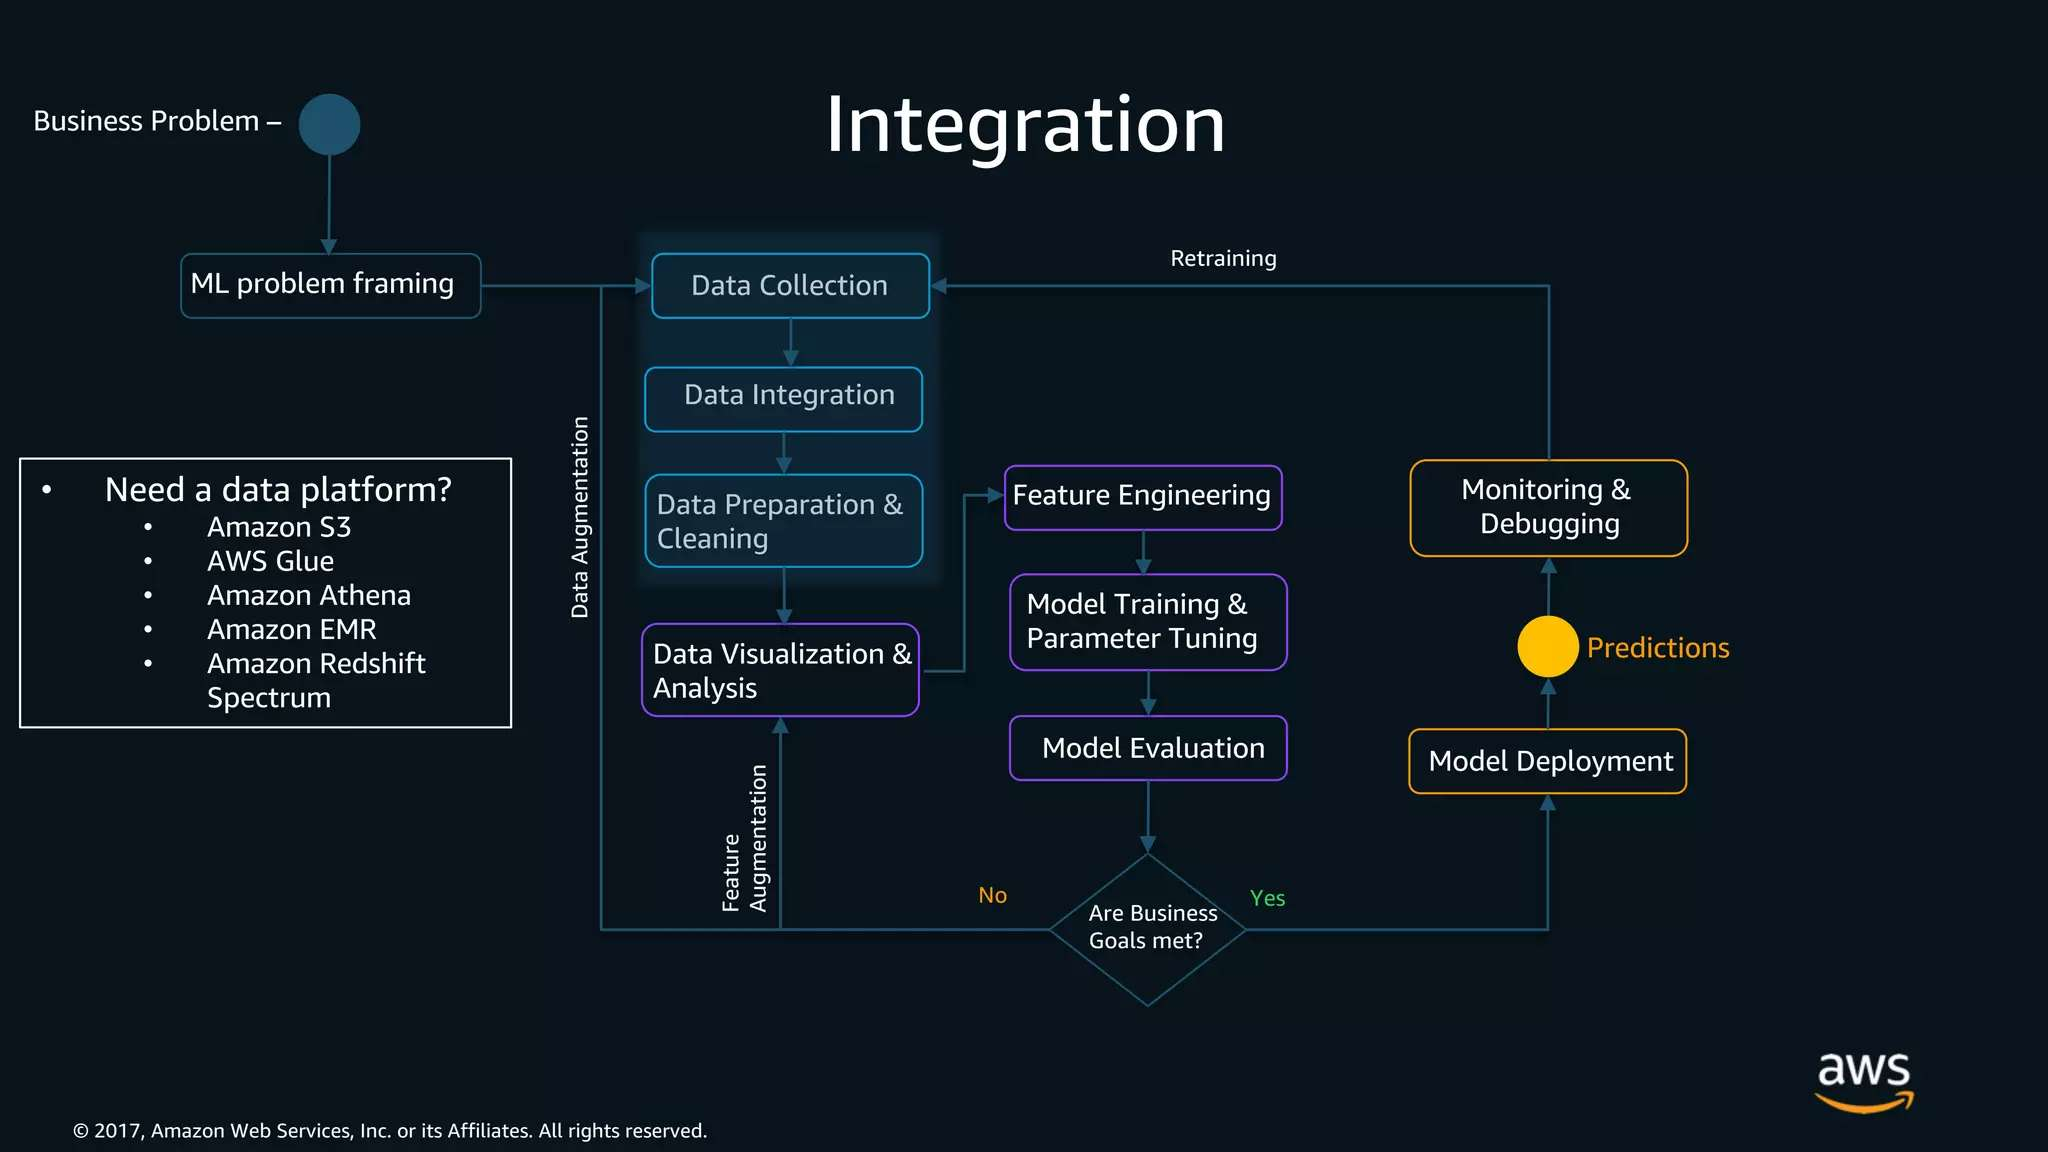 Integration
Business Problem –
ML problem framing
Data Collection
Retraining
Data Integration
Data Augmentation
• Need a data platform?
• Amazon S3
• AWS Glue
• Amazon Athena
• Amazon EMR
• Amazon Redshift
Spectrum
Data Preparation &
Cleaning
Data Visualization &
Analysis
Feature Engineering
Model Training &
Parameter Tuning
Model Evaluation
Monitoring &
Debugging
Predictions
Model Deployment
Feature
Augmentation
No
Are Business
Goals met?
Yes
aws
© 2017, Amazon Web Services, Inc. or its Affiliates. All rights reserved.